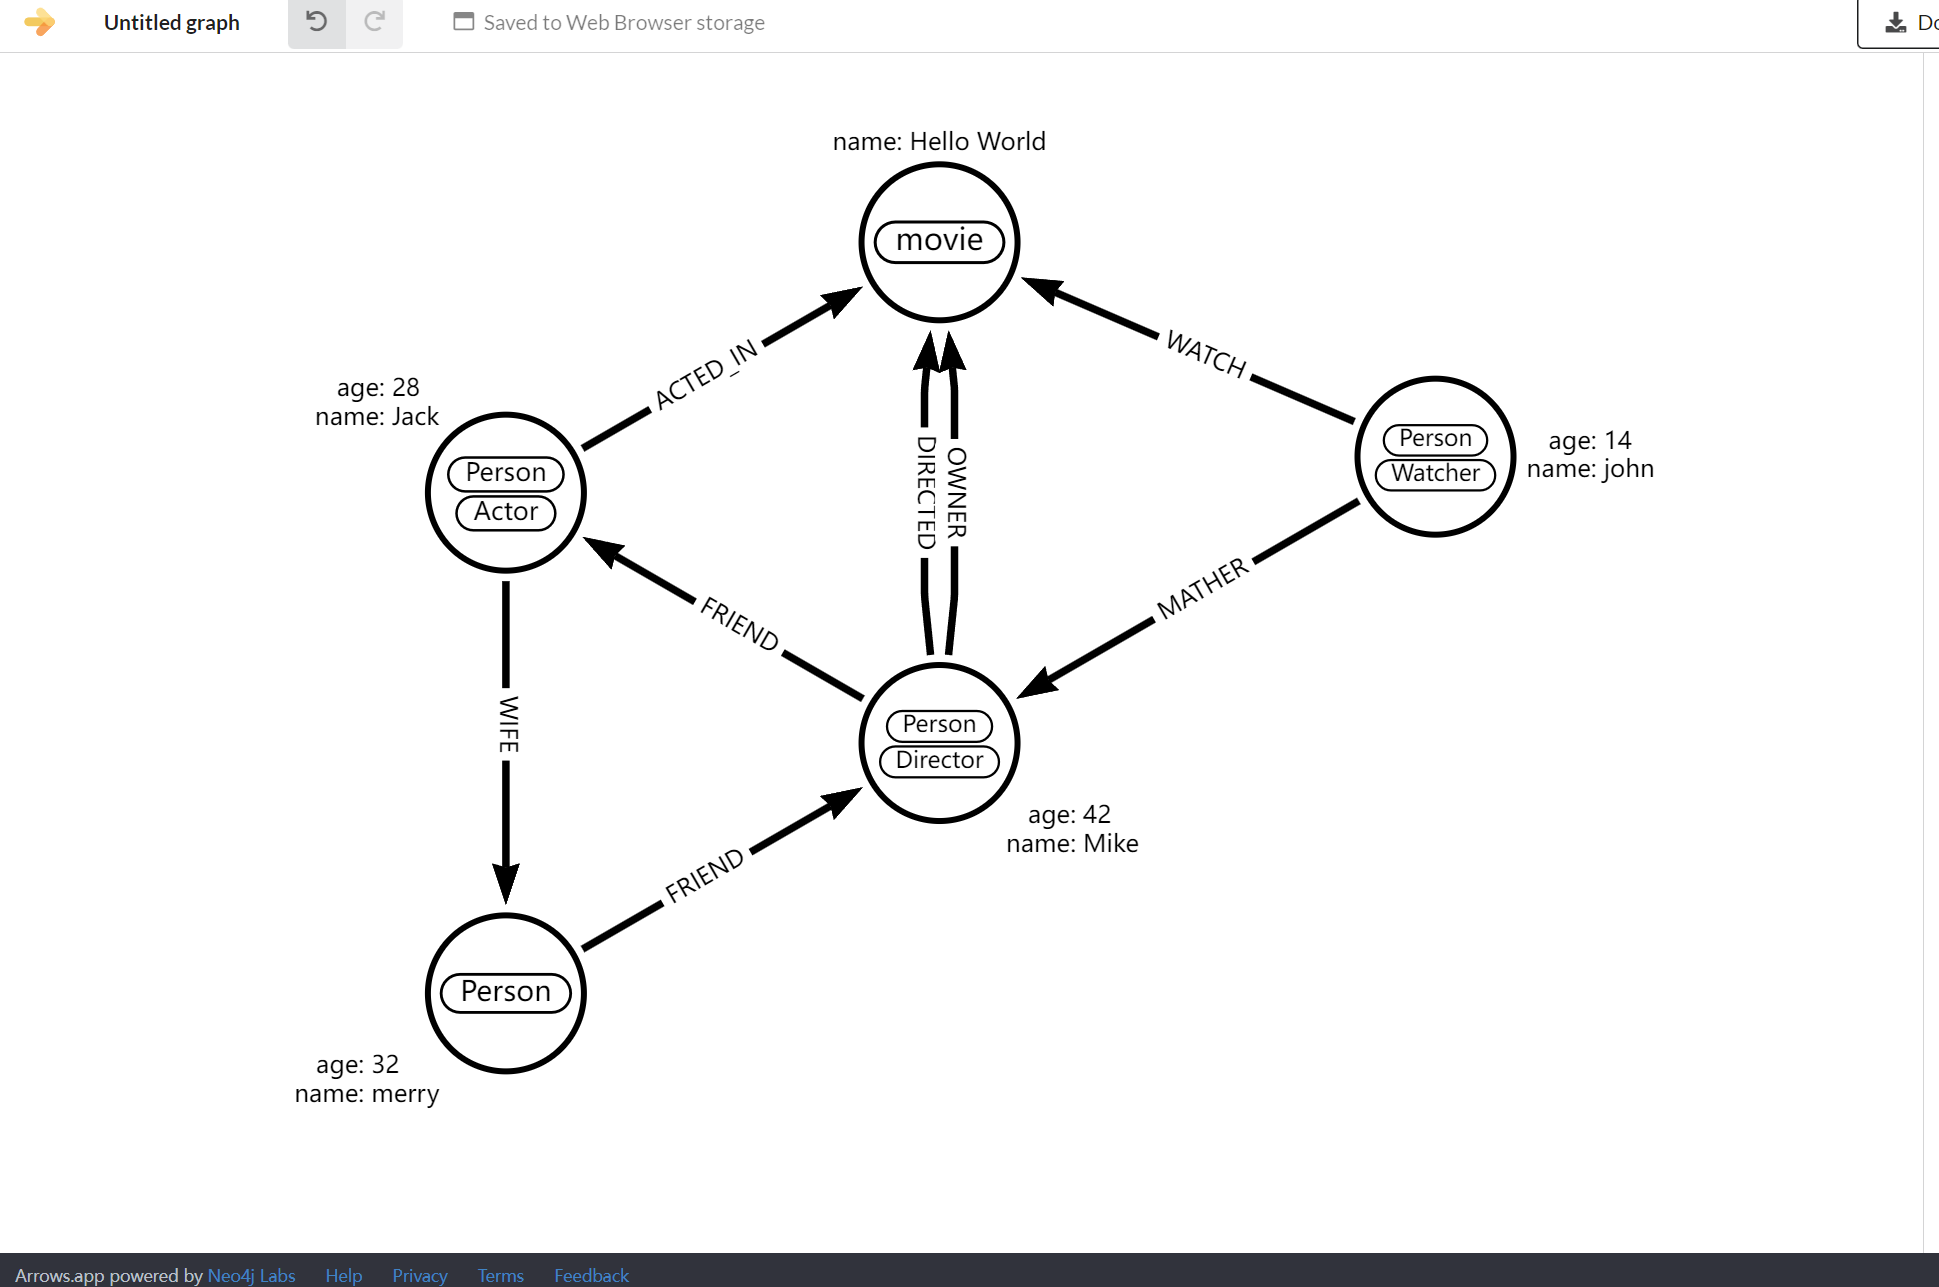 Untitled graph
Saved to Web Browser storage
Do
name: Hello World
movie
ACTED_IN
WATCH
age: 28
name: Jack
Person
Actor
DIRECTED
OWNER
Person
Watcher
age: 14
name: john
FRIEND
MATHER
WIFE
Person
Director
age: 42
name: Mike
FRIEND
Person
age: 32
name: merry
Arrows.app powered by Neo4j Labs Help Privacy Terms Feedback